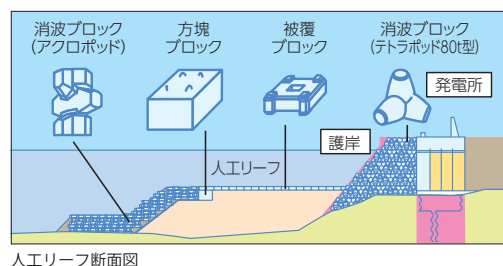 消波ブロック
(アクロポッド)
方塊
ブロック
被覆
ブロック
消波ブロック
(テトラポッド80t型)
発電所
護岸
人工リーフ
人工リーフ断面図